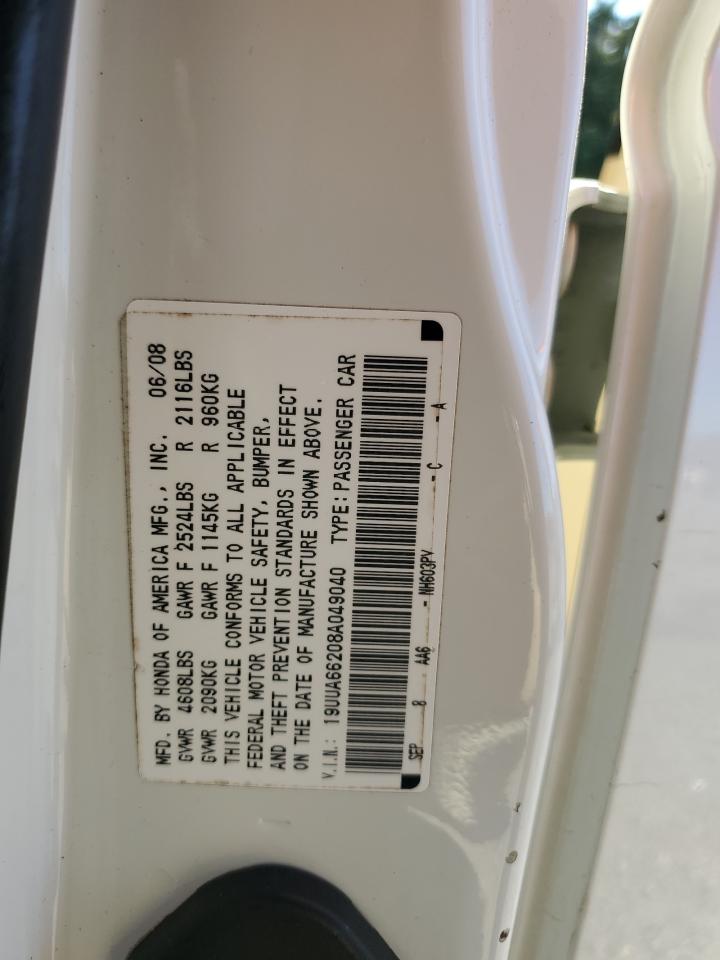 MFD. BY HONDA OF AMERICA MFG., INC. 06/08
GVWR 4608LBS GAWR F 2524LBS R 2116LBS
GVWR 2090KG GAWR F 1145KG R 960KG
THIS VEHICLE CONFORMS TO ALL APPLICABLE
FEDERAL MOTOR VEHICLE SAFETY, BUMPER,
AND THEFT PREVENTION STANDARDS IN EFFECT
ON THE DATE OF MANUFACTURE SHOWN ABOVE.
V.I.N.: 19UUA66208A049040 TYPE:PASSENGER CAR
SEP 8 AA6 - NH603PV - C - A